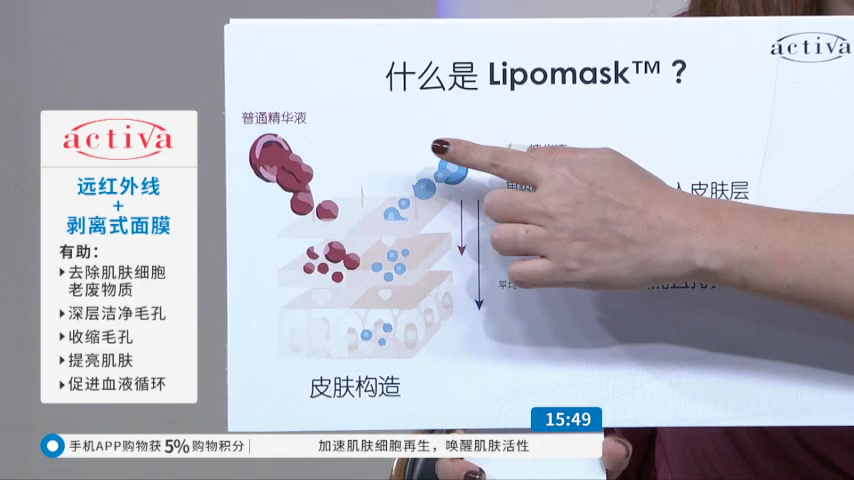 activa
什么是 Lipomask™ ?
普通精华液
activa
远红外线
+
剥离式面膜
有助：
去除肌肤细胞
老废物质
深层洁净毛孔
收缩毛孔
提亮肌肤
促进血液循环
皮肤层
平均
皮肤构造
15:49
手机APP购物获5%购物积分
加速肌肤细胞再生，唤醒肌肤活性